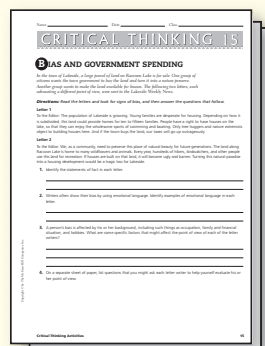 Name Date Class
CRITICAL THINKING 15
BIAS AND GOVERNMENT SPENDING
In the town of Lakeside, a large parcel of land on Raccoon Lake is for sale. One group of
citizens wants the town government to buy the land and turn it into a nature preserve.
Another group wants to make the land available for houses. The following two letters, each
advocating a different point of view, were sent to the Lakeside Weekly News.
Directions: Read the letters and look for signs of bias, and then answer the questions that follow.
Letter 1
To the Editor: The population of Lakeside is growing. Young families are desperate for housing. Depending on how it
is subdivided, this land could provide homes for ten to fifteen families. People have a right to have houses on the
lake, so that they can enjoy the wholesome sports of swimming and boating. Only tree huggers and nature extremists
object to building houses here. And if the town buys the land, our taxes will go up outrageously.
Letter 2
To the Editor: We, as a community, need to preserve the place of natural beauty for future generations. The land along
Raccoon Lake is home to many wildflowers and animals. Every year, hundreds of hikers, birdwatchers, and other people
use the land for recreation. If houses are built on that land, it will become ugly and barren. Turning this natural paradise
into a housing development would be a tragic loss for Lakeside.
1. Identify the statements of fact in each letter.
2. Writers often show their bias by using emotional language. Identify examples of emotional language in each
letter.
3. A person's bias is affected by his or her background, including such things as occupation, family and financial
situation, and hobbies. What are some specific factors that might affect the point of view of each of the letter
writers?
4. On a separate sheet of paper, list questions that you might ask each letter writer to help yourself evaluate his or
her point of view.
Critical Thinking Activities 15